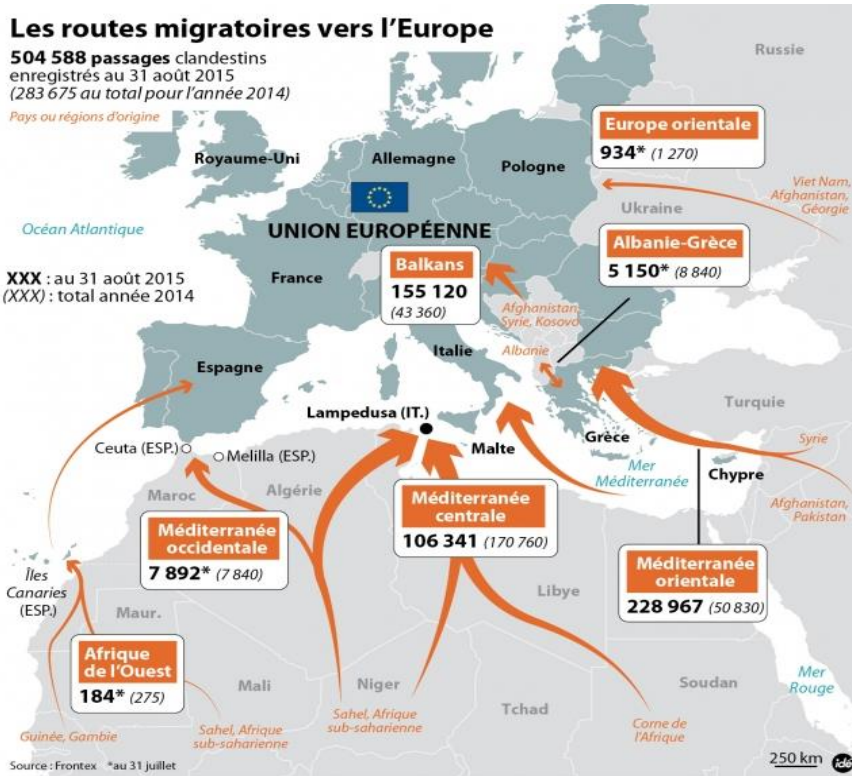 Les routes migratoires vers l'Europe
504 588 passages clandestins
enregistrés au 31 août 2015
(283 675 au total pour l'année 2014)
Pays ou régions d'origine
Russie
Europe orientale
934* (1 270)
Royaume-Uni
Allemagne
Pologne
Viet Nam,
Afghanistan,
Géorgie
Ukraine
Océan Atlantique
UNION EUROPÉENNE
Albanie-Grèce
5 150* (8 840)
Balkans
155 120
(43 360)
XXX : au 31 août 2015
(XXX) : total année 2014
France
Afghanistan,
Syrie, Kosovo
Italie
Albanie
Espagne
Turquie
Lampedusa (IT.)
Ceuta (ESP.)
Melilla (ESP.)
Malte
Grèce
Syrie
Mer
Méditerranée
Chypre
Maroc
Algérie
Afghanistan,
Pakistan
Méditerranée
occidentale
7 892* (7 840)
Méditerranée
centrale
106 341 (170 760)
Méditerranée
orientale
228 967 (50 830)
Îles
Canaries
(ESP.)
Libye
Maur.
Afrique
de l'Ouest
184* (275)
Mali
Niger
Tchad
Soudan
Mer
Rouge
Guinée, Gambie
Sahel, Afrique
sub-saharienne
Sahel, Afrique
sub-saharienne
Corne de
l'Afrique
Source : Frontex *au 31 juillet
250 km
idé